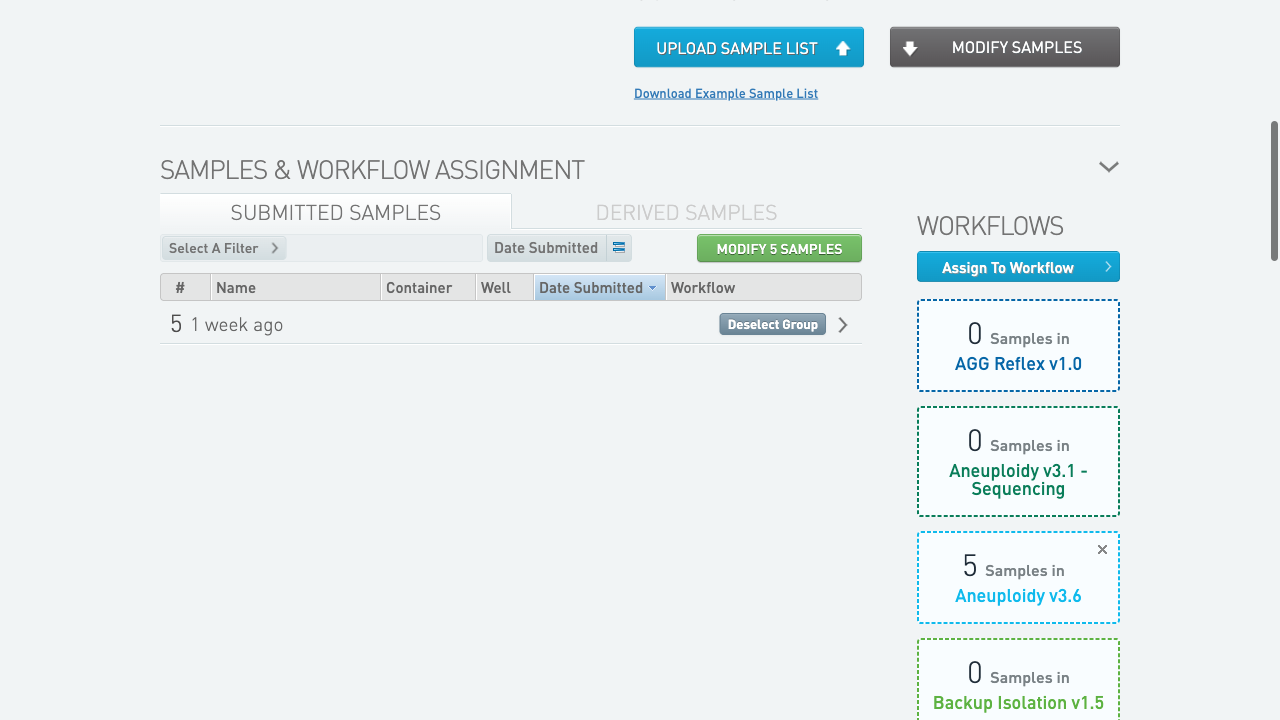 UPLOAD SAMPLE LIST
MODIFY SAMPLES
Download Example Sample List
SAMPLES & WORKFLOW ASSIGNMENT
SUBMITTED SAMPLES
DERIVED SAMPLES
Select A Filter
Date Submitted
MODIFY 5 SAMPLES
# Name Container Well Date Submitted Workflow
5 1 week ago
Deselect Group
WORKFLOWS
Assign To Workflow
0 Samples in
AGG Reflex v1.0
0 Samples in
Aneuploidy v3.1 -
Sequencing
5 Samples in
Aneuploidy v3.6
0 Samples in
Backup Isolation v1.5